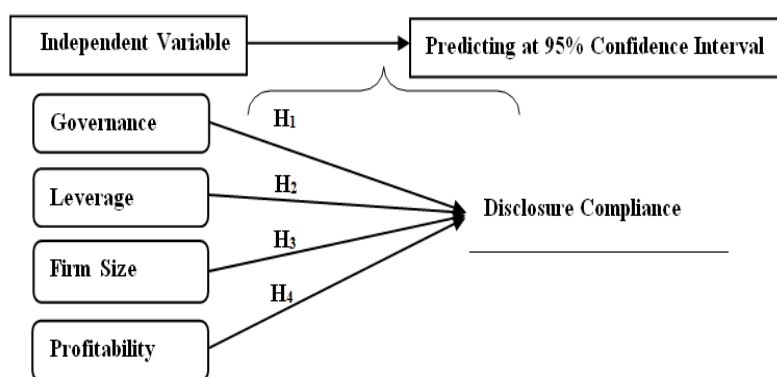 Independent Variable
Predicting at 95% Confidence Interval
Governance
H1
Leverage
H2
Disclosure Compliance
Firm Size
H3
H4
Profitability